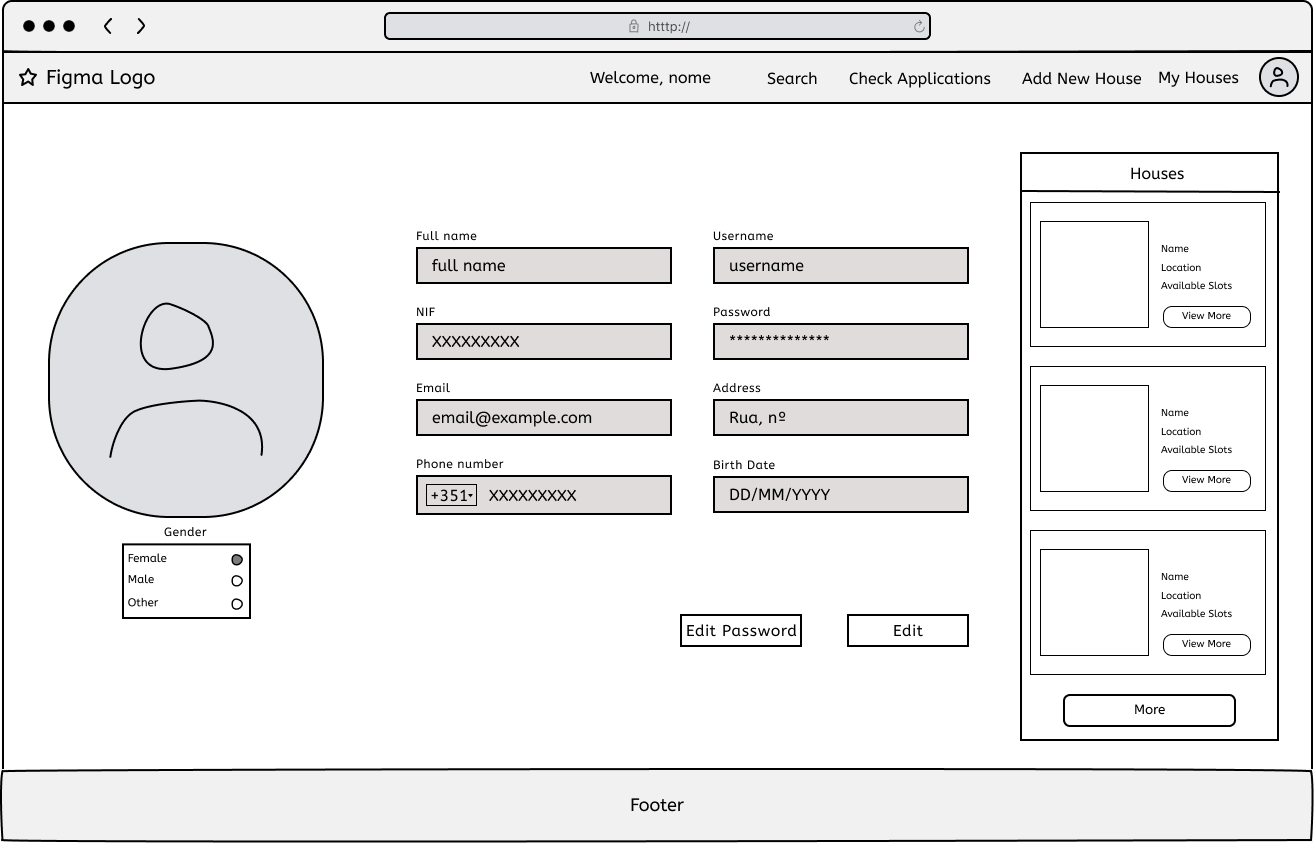 htttp://
Figma Logo
Welcome, nome
Search
Check Applications
Add New House
My Houses
Full name
full name
Username
username
NIF
XXXXXXXXX
Password
**************
Email
email@example.com
Address
Rua, nº
Phone number
+351
XXXXXXXXX
Birth Date
DD/MM/YYYY
Gender
Female
Male
Other
Edit Password
Edit
Houses
Name
Location
Available Slots
View More
Name
Location
Available Slots
View More
Name
Location
Available Slots
View More
More
Footer